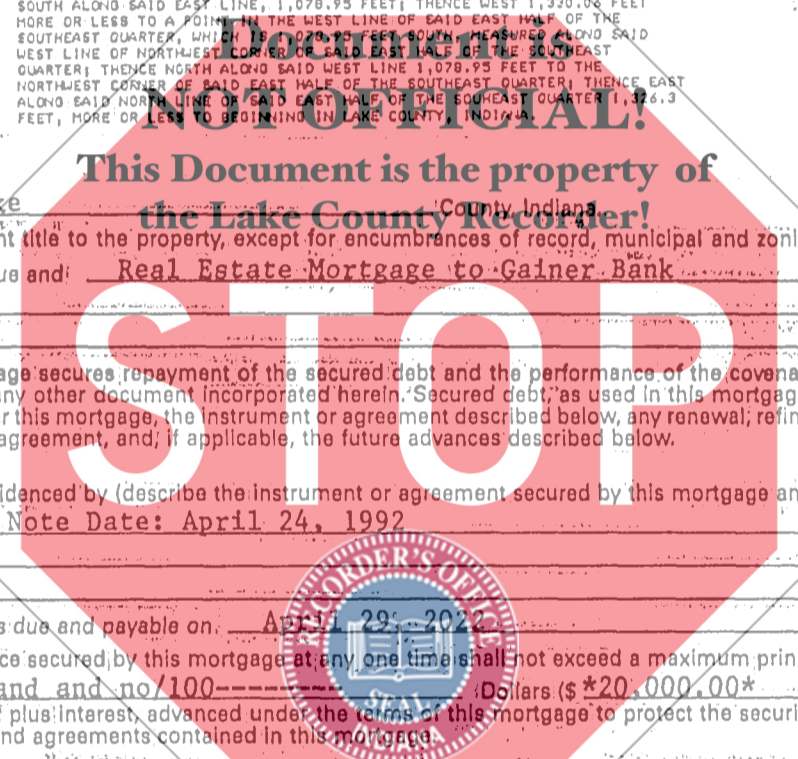 SOUTH ALONG SAID EAST LINE, 1,078.95 FEET; THENCE WEST 1,330.06 FEET
MORE OR LESS TO A POINT IN THE WEST LINE OF SAID EAST HALF OF THE
SOUTHEAST QUARTER, WHICH IS 1,078.95 FEET SOUTH, MEASURED ALONG SAID
WEST LINE OF NORTHWEST CORNER OF SAID EAST HALF OF THE SOUTHEAST
QUARTER; THENCE NORTH ALONG SAID WEST LINE 1,078.95 FEET TO THE
NORTHWEST CORNER OF SAID EAST HALF OF THE SOUTHEAST QUARTER; THENCE EAST
ALONG SAID NORTH LINE OF SAID EAST HALF OF THE SOUHEAST QUARTER 1,326.3
FEET, MORE OR LESS TO BEGINNING IN LAKE COUNTY, INDIANA.
Document is
NOT OFFICIAL!
This Document is the property of
the Lake County Recorder!
ke County, Indiana
nt title to the property, except for encumbrances of record, municipal and zoni
ue and Real Estate Mortgage to Gainer Bank
STOP
age secures repayment of the secured debt and the performance of the covena
any other document incorporated herein. Secured debt, as used in this mortgag
r this mortgage, the instrument or agreement described below, any renewal, refin
agreement, and, if applicable, the future advances described below.
idenced by (describe the instrument or agreement secured by this mortgage an
Note Date: April 24, 1992
s due and payable on April 29, 2022
RECORDER'S OFFICE
SEAL
INDIANA
ce secured by this mortgage at any one time shall not exceed a maximum prin
and and no/100---------- Dollars ($ *20,000.00*
f plus interest, advanced under the terms of this mortgage to protect the securi
nd agreements contained in this mortgage.